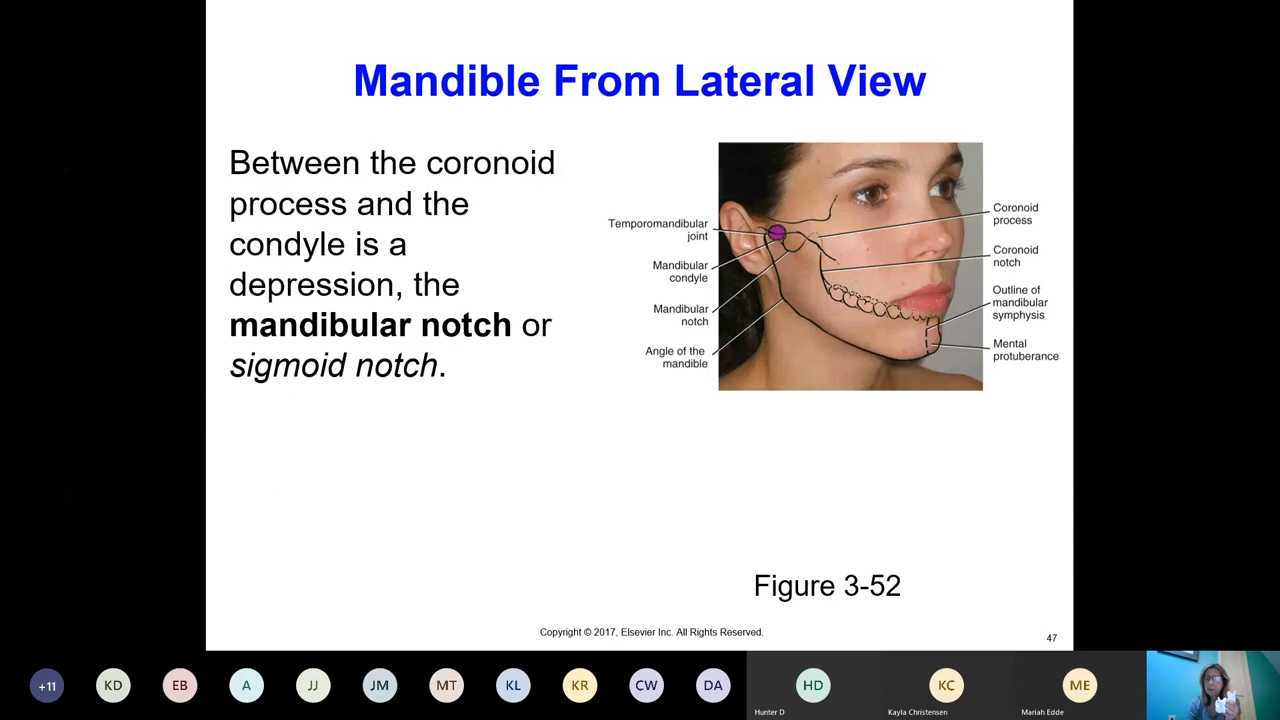 Mandible From Lateral View
Between the coronoid
process and the
condyle is a
depression, the
mandibular notch or
sigmoid notch.
Temporomandibular
joint
Mandibular
condyle
Mandibular
notch
Angle of the
mandible
Coronoid
process
Coronoid
notch
Outline of
mandibular
symphysis
Mental
protuberance
Figure 3-52
Copyright © 2017, Elsevier Inc. All Rights Reserved.
47
+11
KD
EB
A
JJ
JM
MT
KL
KR
CW
DA
HD
Hunter D
KC
Kayla Christensen
ME
Mariah Edde